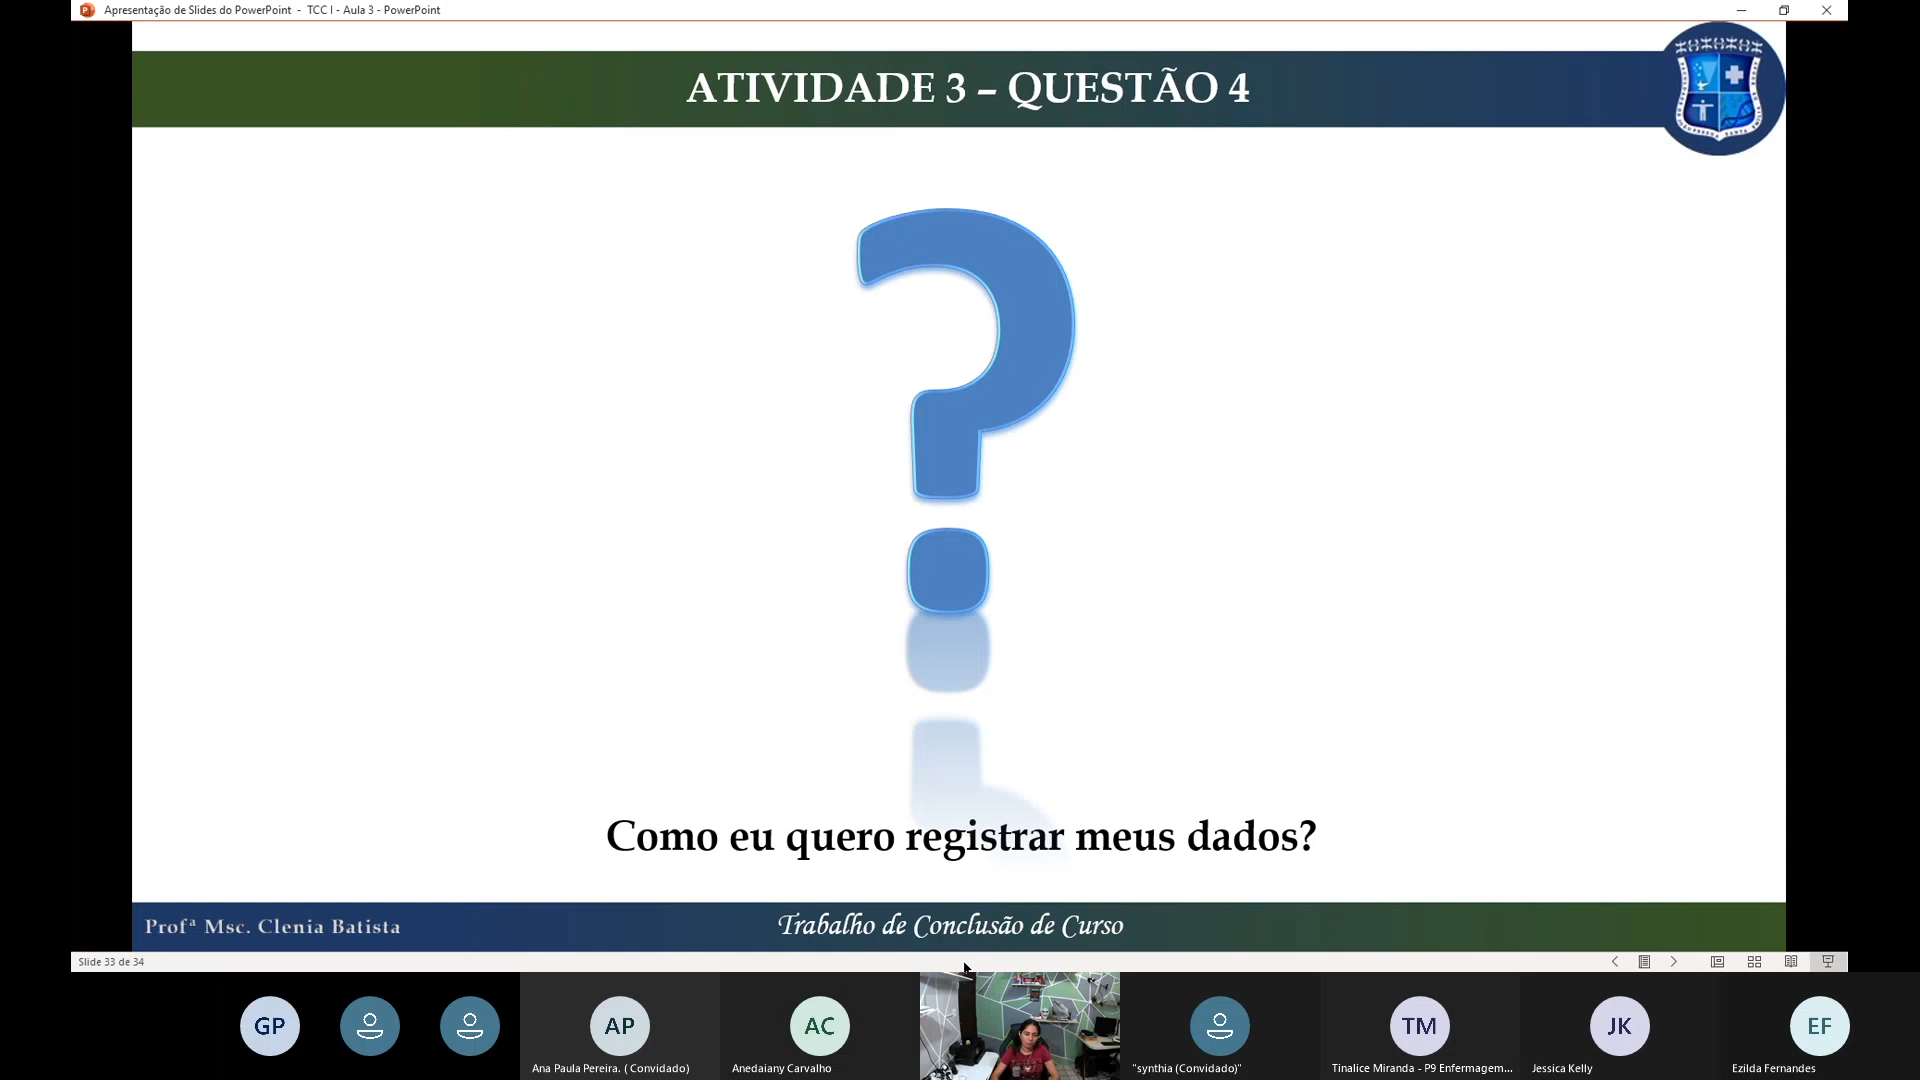 Apresentação de Slides do PowerPoint - TCC I - Aula 3 - PowerPoint
ATIVIDADE 3 – QUESTÃO 4
?
Como eu quero registrar meus dados?
Profª Msc. Clenia Batista
Trabalho de Conclusão de Curso
Slide 33 de 34
GP
AP
AC
TM
JK
EF
Ana Paula Pereira. ( Convidado)
Anedaiany Carvalho
"synthia (Convidado)"
Tinalice Miranda - P9 Enfermagem...
Jessica Kelly
Ezilda Fernandes